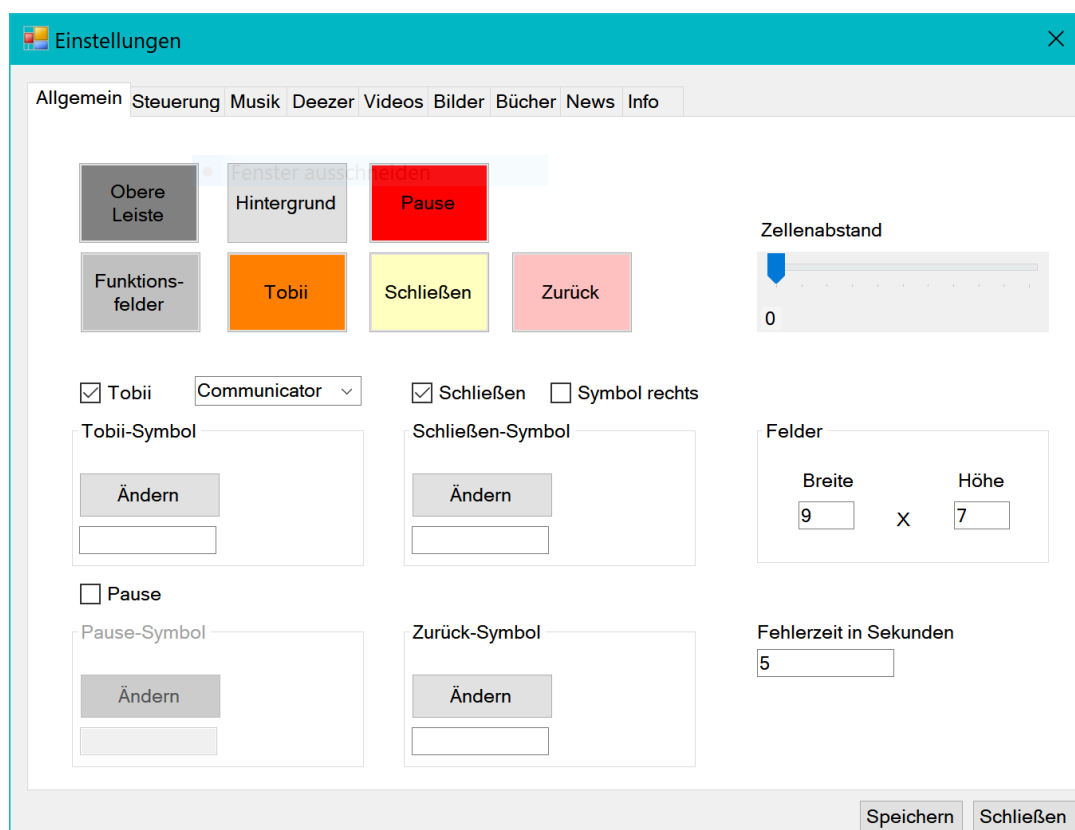 Einstellungen
Allgemein Steuerung Musik Deezer Videos Bilder Bücher News Info
Fenster ausschneiden
Obere
Leiste
Hintergrund
Pause
Funktions-
felder
Tobii
Schließen
Zurück
Zellenabstand
0
Tobii
Communicator
Schließen
Symbol rechts
Tobii-Symbol
Ändern
Schließen-Symbol
Ändern
Felder
Breite
Höhe
9
X
7
Pause
Pause-Symbol
Ändern
Zurück-Symbol
Ändern
Fehlerzeit in Sekunden
5
Speichern
Schließen